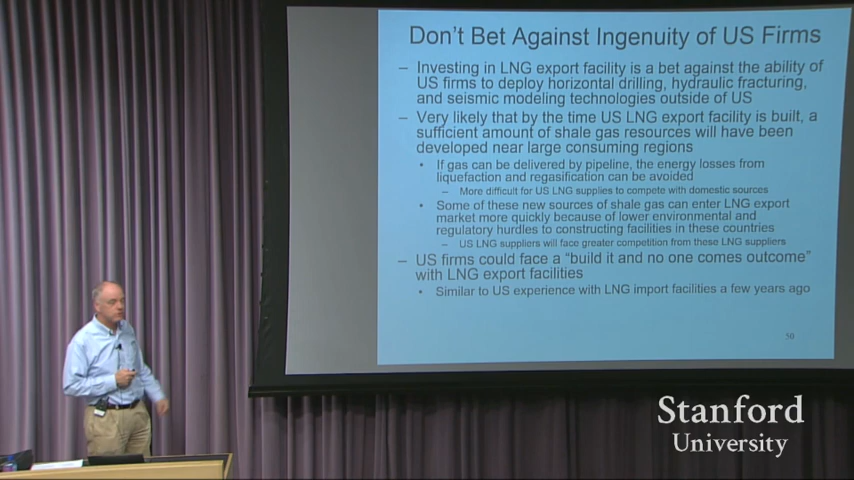 Don't Bet Against Ingenuity of US Firms
– Investing in LNG export facility is a bet against the ability of
US firms to deploy horizontal drilling, hydraulic fracturing,
and seismic modeling technologies outside of US
– Very likely that by the time US LNG export facility is built, a
sufficient amount of shale gas resources will have been
developed near large consuming regions
• If gas can be delivered by pipeline, the energy losses from
liquefaction and regasification can be avoided
– More difficult for US LNG supplies to compete with domestic sources
• Some of these new sources of shale gas can enter LNG export
market more quickly because of lower environmental and
regulatory hurdles to constructing facilities in these countries
– US LNG suppliers will face greater competition from these LNG suppliers
– US firms could face a “build it and no one comes outcome”
with LNG export facilities
• Similar to US experience with LNG import facilities a few years ago
50
Stanford
University